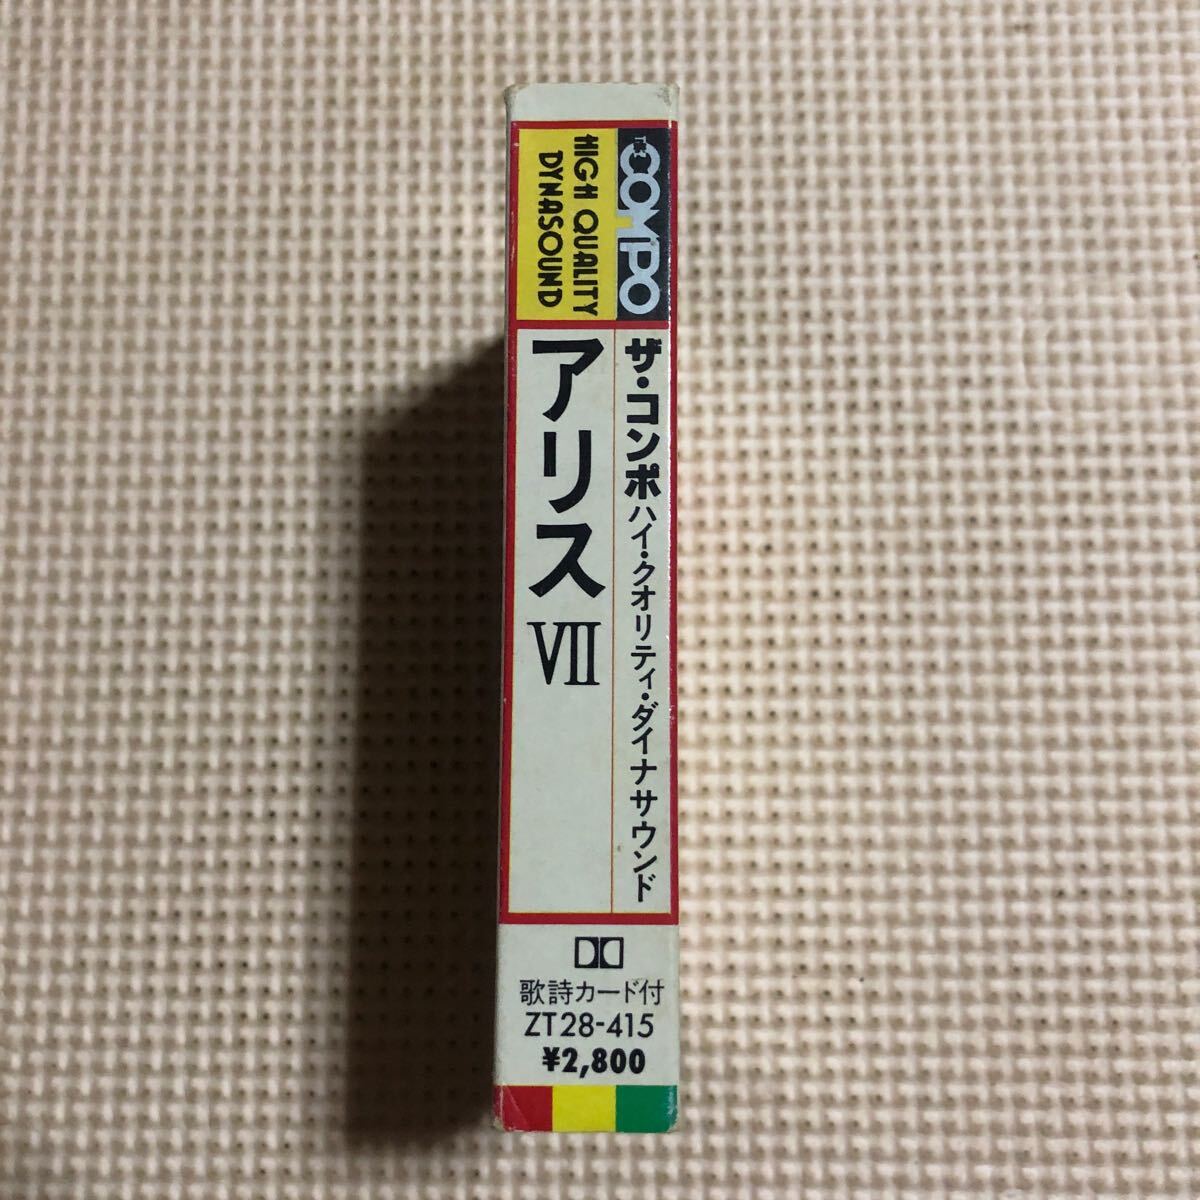 THE COMPO
HIGH QUALITY
DYNASOUND
ザ・コンポ ハイ・クオリティ・ダイナサウンド
アリス VII
歌詩カード付
ZT28-415
¥2,800